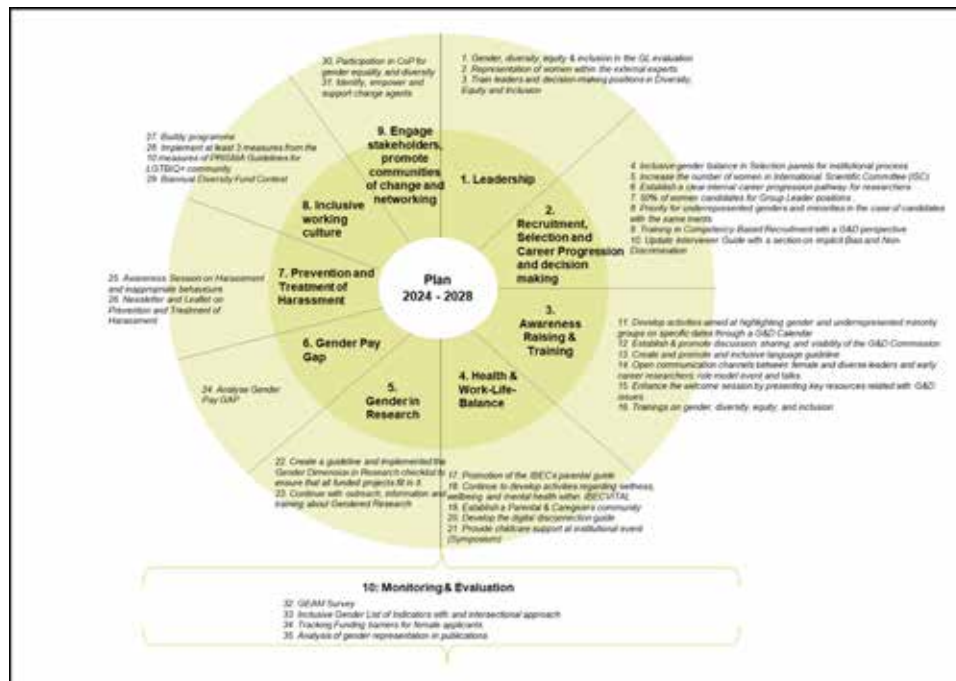 Plan
2024 - 2028
1. Leadership
1. Gender, diversity, equity & inclusion in the GL evaluation
2. Representation of women within the external experts
3. Train leaders and decision-making positions in Diversity,
Equity and Inclusion
2.
Recruitment,
Selection and
Career Progression
and decision
making
4. Inclusive-gender balance in Selection panels for institutional process
5. Increase the number of women in International Scientific Committee (ISC)
6. Establish a clear internal career progression pathway for researchers
7. 50% of women candidates for Group Leader positions
8. Priority for underrepresented genders and minorities in the case of candidates
with the same merits
9. Training in Competency Based Recruitment with a G&D perspective
10. Update Interviewer Guide with a section on Implicit Bias and Non-
Discrimination
3.
Awareness
Raising &
Training
11. Develop activities aimed at highlighting gender and underrepresented minority
groups on specific dates through a G&D Calendar
12. Establish & promote discussion, sharing, and visibility of the G&D Commission
13. Create and promote and inclusive language guideline
14. Open communication channels between female and diverse leaders and early
career researchers: role model event and talks.
15. Enhance the welcome session by presenting key resources related with G&D
issues
16. Trainings on gender, diversity, equity, and inclusion
4. Health &
Work-Life-
Balance
17. Promotion of the IBEC's parental guide
18. Continue to develop activities regarding wellness,
wellbeing and mental health within IBECVITAL
19. Establish a Parental & Caregivers community
20. Develop the digital disconnection guide
21. Provide childcare support at institutional event
(Symposium)
5.
Gender in
Research
22. Create a guideline and implemented the
Gender Dimension in Research checklist to
ensure that all funded projects fill in it.
23. Continue with outreach, information and
training about Gendered Research
6. Gender Pay
Gap
24. Analyse Gender
Pay GAP
7. Prevention and
Treatment of
Harassment
25. Awareness Session on Harassment
and inappropriate behaviours
26. Newsletter and Leaflet on
Prevention and Treatment of
Harassment
8. Inclusive
working
culture
27. Buddy programme
28. Implement at least 3 measures from the
10 measures of PRISMA Guidelines for
LGTBIQ+ community
29. Biannual Diversity Fund Contest
9. Engage
stakeholders,
promote
communities
of change and
networking
30. Participation in CoP for
gender equality and diversity
31. Identify, empower and
support change agents
10: Monitoring & Evaluation
32. GEAM Survey
33. Inclusive Gender List of Indicators with and intersectional approach
34. Tracking Funding barriers for female applicants
35. Analysis of gender representation in publications